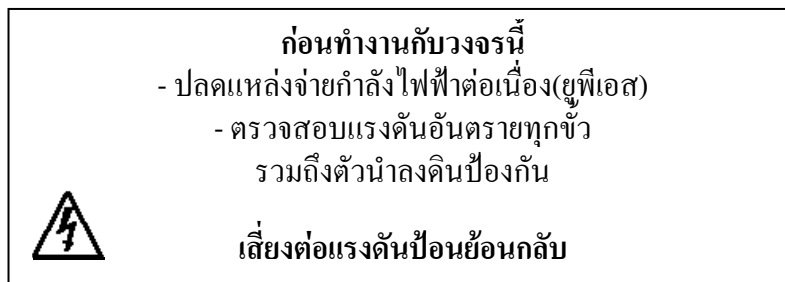 ก่อนทำงานกับวงจรนี้
- ปลดแหล่งจ่ายกำลังไฟฟ้าต่อเนื่อง(ยูพีเอส)
- ตรวจสอบแรงดันอันตรายทุกขั้ว
รวมถึงตัวนำลงดินป้องกัน
เสี่ยงต่อแรงดันป้อนย้อนกลับ